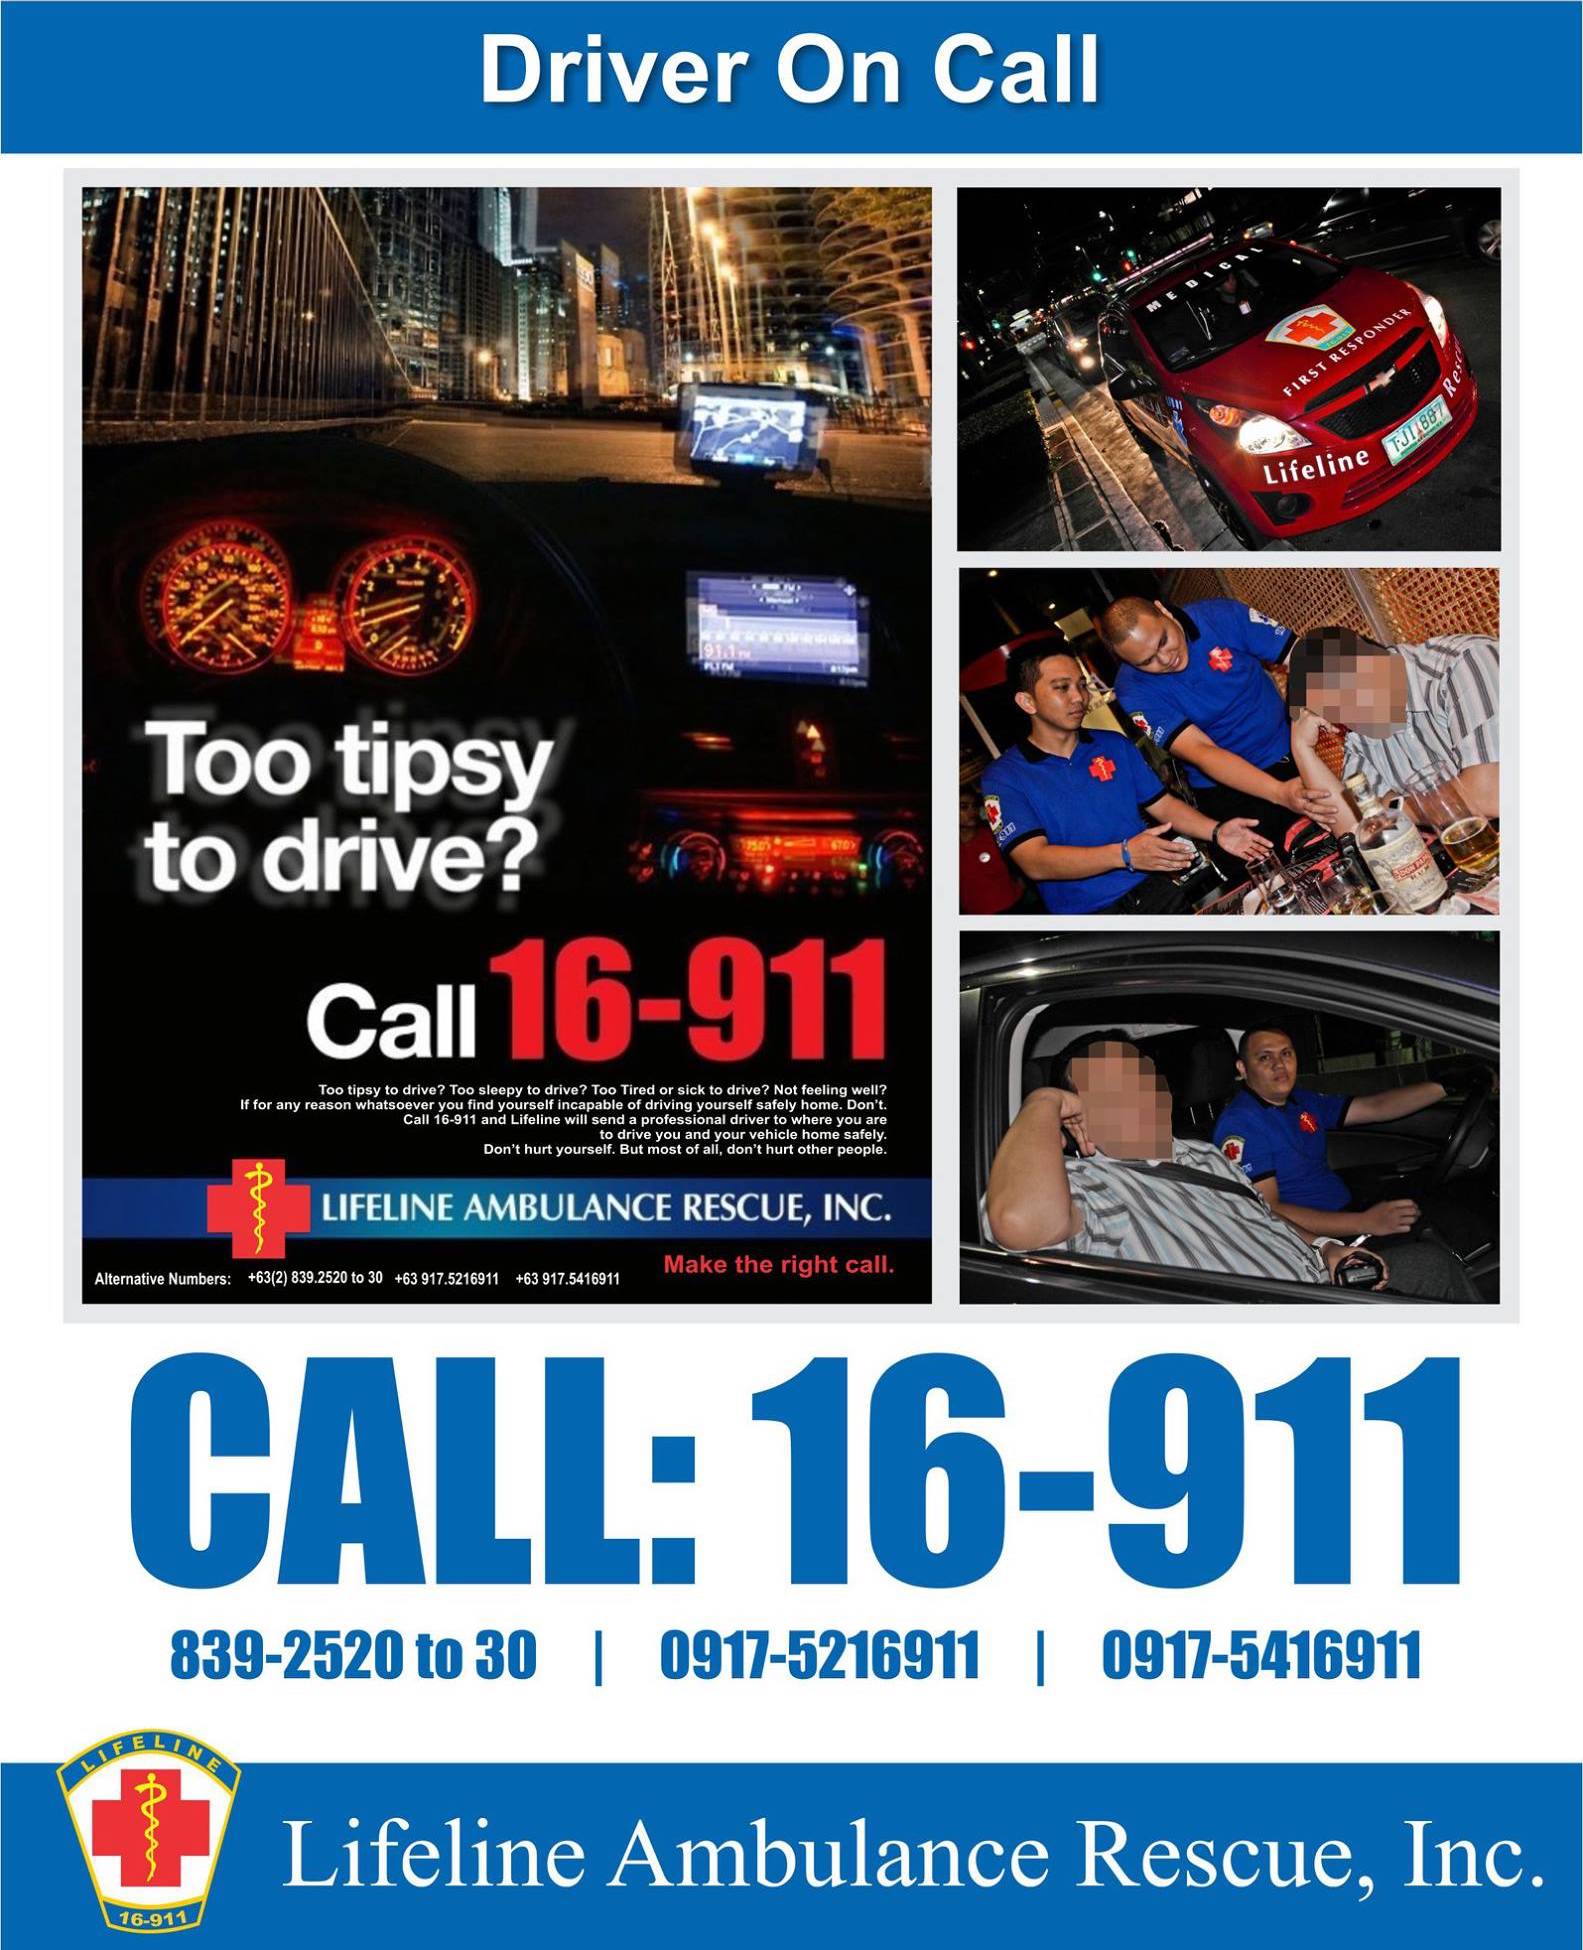 Driver On Call
MEDICAL
FIRST RESPONDER
Lifeline
TJI 887
91.1 FM
Too tipsy
to drive?
Call 16-911
Too tipsy to drive? Too sleepy to drive? Too Tired or sick to drive? Not feeling well?
If for any reason whatsoever you find yourself incapable of driving yourself safely home. Don't.
Call 16-911 and Lifeline will send a professional driver to where you are
to drive you and your vehicle home safely.
Don't hurt yourself. But most of all, don't hurt other people.
LIFELINE AMBULANCE RESCUE, INC.
Make the right call.
Alternative Numbers: +63(2) 839.2520 to 30 +63 917.5216911 +63 917.5416911
CALL: 16-911
839-2520 to 30 | 0917-5216911 | 0917-5416911
LIFELINE
16-911
Lifeline Ambulance Rescue, Inc.